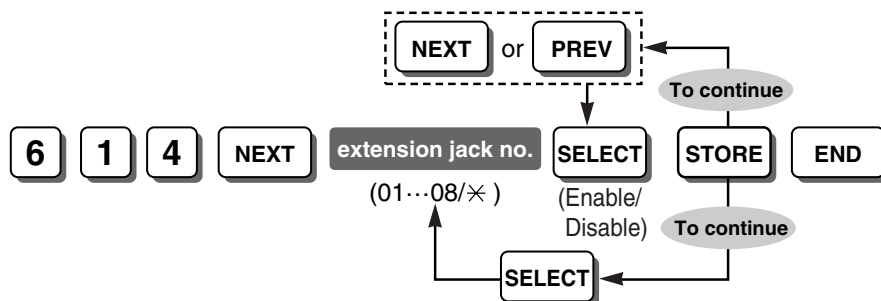 NEXT or PREV
To continue
6 1 4 NEXT extension jack no. SELECT STORE END
(01···08/✳ ) (Enable/
Disable) To continue
SELECT